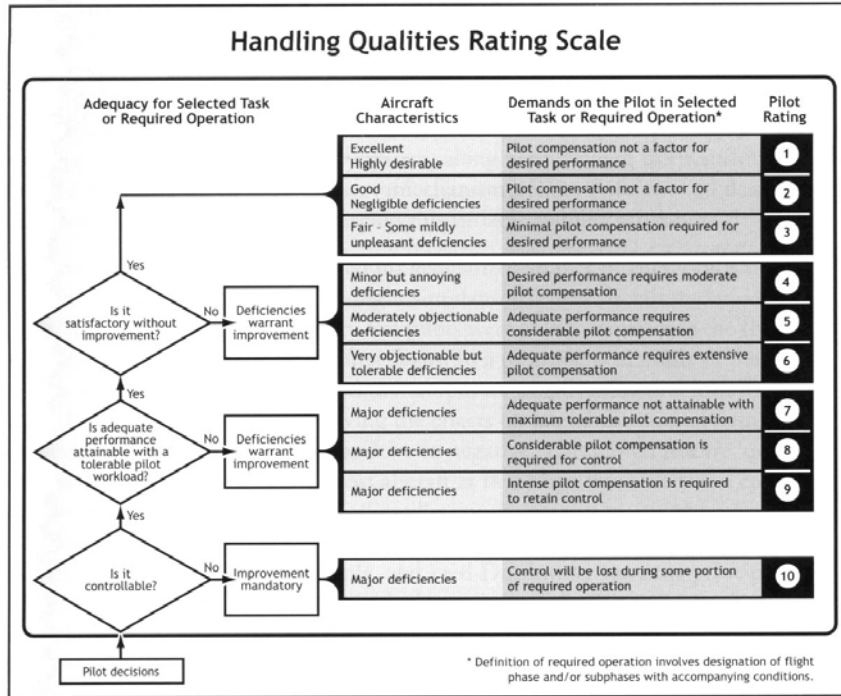 Handling Qualities Rating Scale
Adequacy for Selected Task
or Required Operation
Aircraft
Characteristics
Demands on the Pilot in Selected
Task or Required Operation*
Pilot
Rating
Excellent
Highly desirable
Pilot compensation not a factor for
desired performance
1
Good
Negligible deficiencies
Pilot compensation not a factor for
desired performance
2
Fair - Some mildly
unpleasant deficiencies
Minimal pilot compensation required for
desired performance
3
Yes
Is it
satisfactory without
improvement?
No
Deficiencies
warrant
improvement
Minor but annoying
deficiencies
Desired performance requires moderate
pilot compensation
4
Moderately objectionable
deficiencies
Adequate performance requires
considerable pilot compensation
5
Very objectionable but
tolerable deficiencies
Adequate performance requires extensive
pilot compensation
6
Yes
Is adequate
performance
attainable with a
tolerable pilot
workload?
No
Deficiencies
warrant
improvement
Major deficiencies
Adequate performance not attainable with
maximum tolerable pilot compensation
7
Major deficiencies
Considerable pilot compensation is
required for control
8
Major deficiencies
Intense pilot compensation is required
to retain control
9
Yes
Is it
controllable?
No
Improvement
mandatory
Major deficiencies
Control will be lost during some portion
of required operation
10
Pilot decisions
* Definition of required operation involves designation of flight
phase and/or subphases with accompanying conditions.